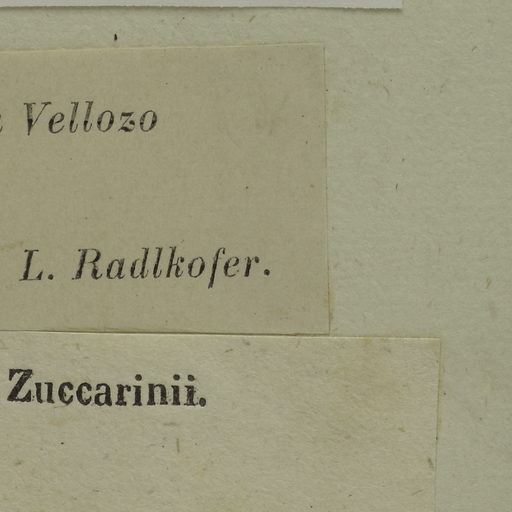 Vellozo
L. Radlkofer.
Zuccarinii.